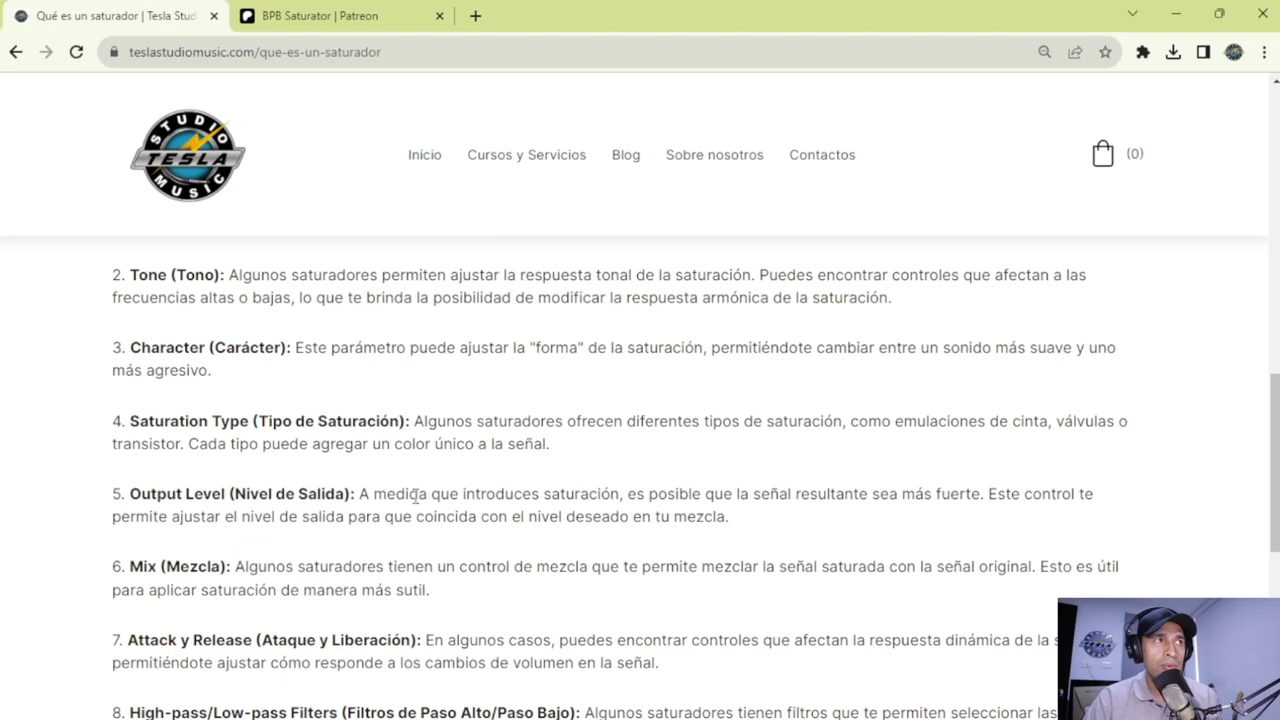 Qué es un saturador | Tesla Stud
BPB Saturator | Patreon
teslastudiomusic.com/que-es-un-saturador
STUDIO
TESLA
MUSIC
Inicio
Cursos y Servicios
Blog
Sobre nosotros
Contactos
(0)
2. Tone (Tono): Algunos saturadores permiten ajustar la respuesta tonal de la saturación. Puedes encontrar controles que afectan a las
frecuencias altas o bajas, lo que te brinda la posibilidad de modificar la respuesta armónica de la saturación.
3. Character (Carácter): Este parámetro puede ajustar la "forma" de la saturación, permitiéndote cambiar entre un sonido más suave y uno
más agresivo.
4. Saturation Type (Tipo de Saturación): Algunos saturadores ofrecen diferentes tipos de saturación, como emulaciones de cinta, válvulas o
transistor. Cada tipo puede agregar un color único a la señal.
5. Output Level (Nivel de Salida): A medida que introduces saturación, es posible que la señal resultante sea más fuerte. Este control te
permite ajustar el nivel de salida para que coincida con el nivel deseado en tu mezcla.
6. Mix (Mezcla): Algunos saturadores tienen un control de mezcla que te permite mezclar la señal saturada con la señal original. Esto es útil
para aplicar saturación de manera más sutil.
7. Attack y Release (Ataque y Liberación): En algunos casos, puedes encontrar controles que afectan la respuesta dinámica de la s
permitiéndote ajustar cómo responde a los cambios de volumen en la señal.
8. High-pass/Low-pass Filters (Filtros de Paso Alto/Paso Bajo): Algunos saturadores tienen filtros que te permiten seleccionar las